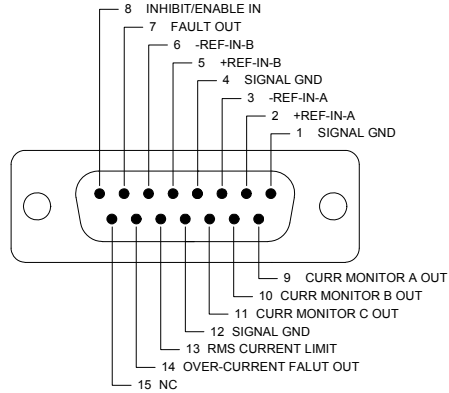 8 INHIBIT/ENABLE IN
7 FAULT OUT
6 -REF-IN-B
5 +REF-IN-B
4 SIGNAL GND
3 -REF-IN-A
2 +REF-IN-A
1 SIGNAL GND
9 CURR MONITOR A OUT
10 CURR MONITOR B OUT
11 CURR MONITOR C OUT
12 SIGNAL GND
13 RMS CURRENT LIMIT
14 OVER-CURRENT FALUT OUT
15 NC